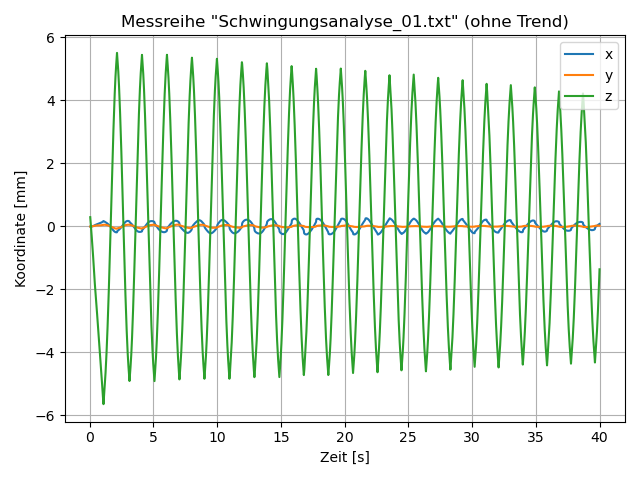 Messreihe "Schwingungsanalyse_01.txt" (ohne Trend)
x
y
z
6
4
2
0
−2
−4
−6
Koordinate [mm]
0 5 10 15 20 25 30 35 40
Zeit [s]